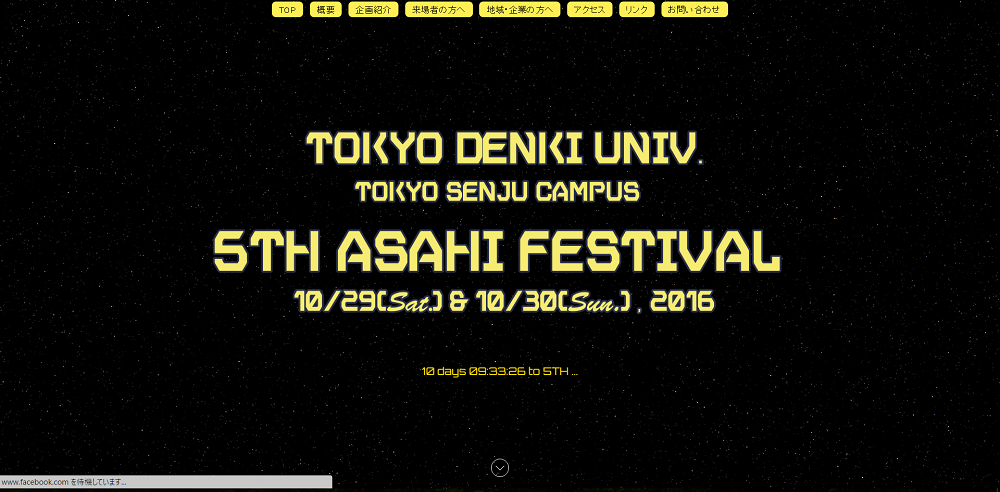 TOP 概要 企画紹介 来場者の方へ 地域・企業の方へ アクセス リンク お問い合わせ
TOKYO DENKI UNIV.
TOKYO SENJU CAMPUS
5TH ASAHI FESTIVAL
10/29(Sat.) & 10/30(Sun.) , 2016
10 days 09:33:26 to 5TH ...
www.facebook.com を待機しています...